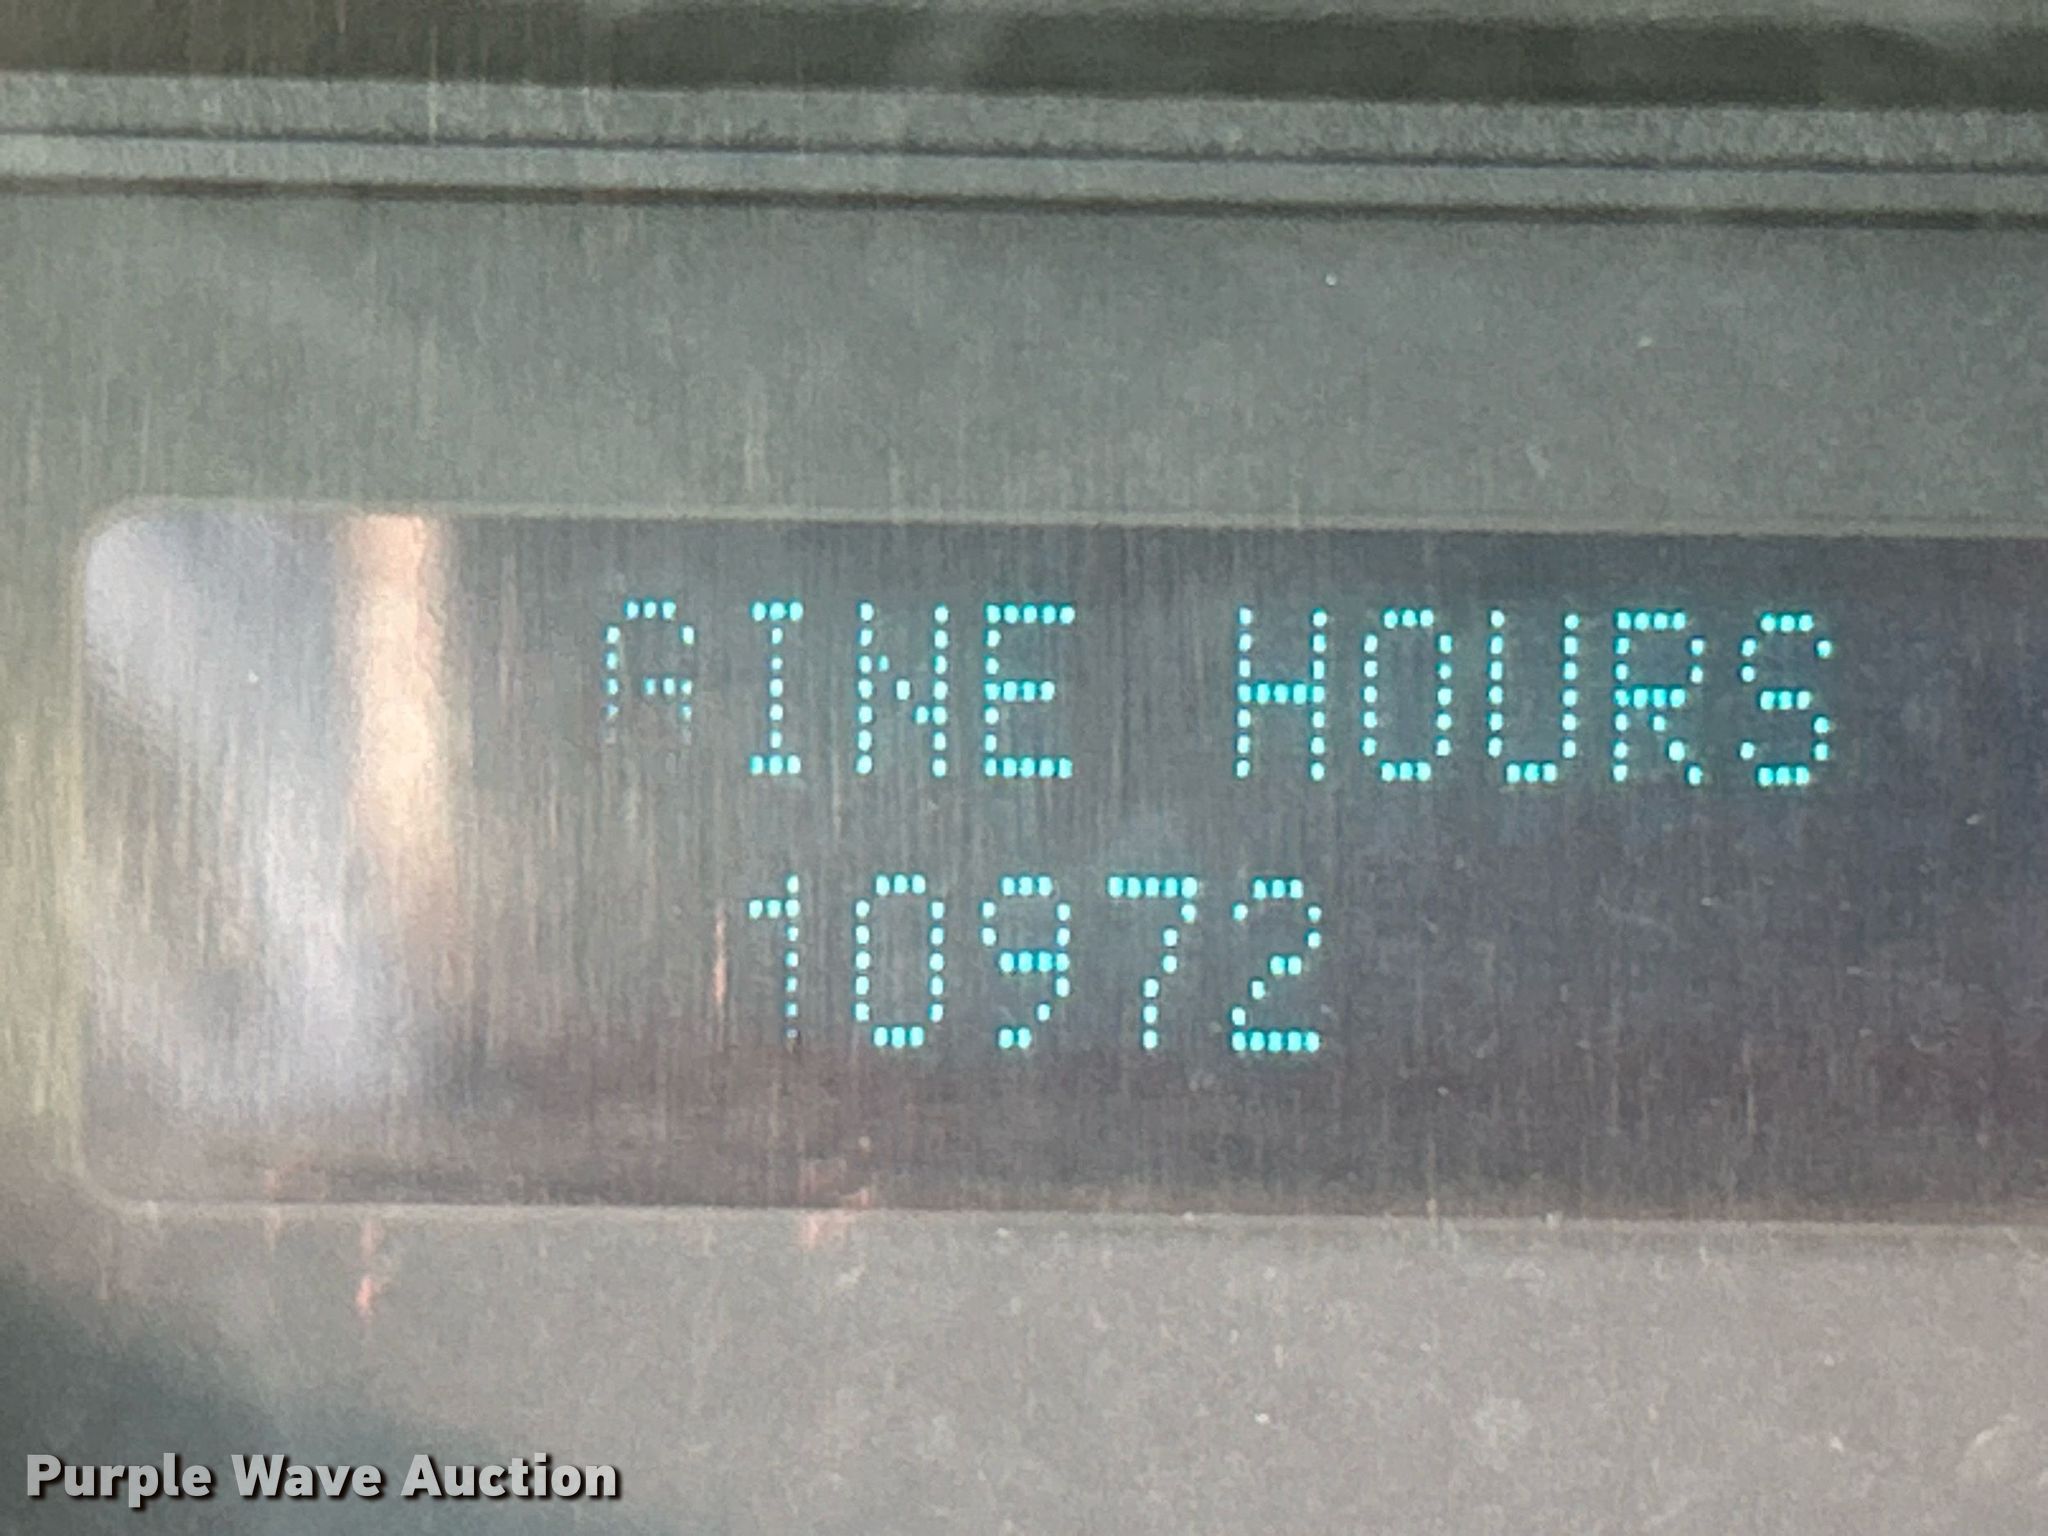 GINE HOURS
10972
Purple Wave Auction